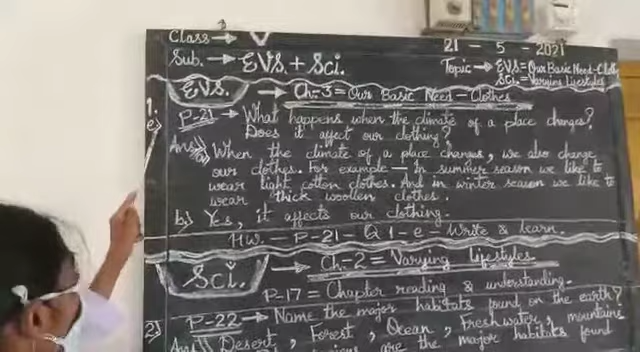 Class → V
21 - 5 - 2021
Sub. → EVS + Sci.
Topic → EVS = Our Basic Need - Cloth
Sci. = Varying Lifestyles
EVS. → Ch-3 = Our Basic Need - Clothes
1.
e) P-21 → What happens when the climate of a place changes?
Does it affect our clothing?
Ans a) When the climate of a place changes, we also change
our clothes. For example - In summer season we like to
wear light cotton clothes. And in winter season we like to
wear thick woollen clothes.
b) Yes, it affects our clothing.
HW. - P-21 - Q 1-e - Write & learn.
Sci. → Ch-2 = Varying lifestyles
P-17 = Chapter reading & understanding.
2) P-22 → Name the major habitats found on the earth?
Ans Desert, Forest, Ocean, Fresh water, mountains
are the major habitats found